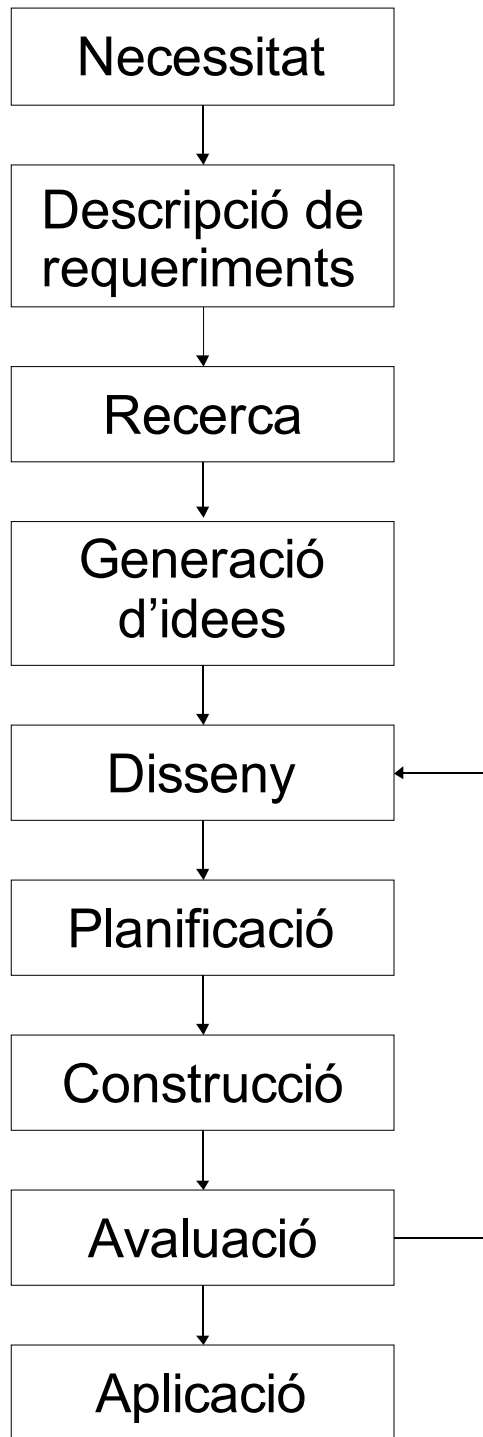 Necessitat
Descripció de
requeriments
Recerca
Generació
d’idees
Disseny
Planificació
Construcció
Avaluació
Aplicació